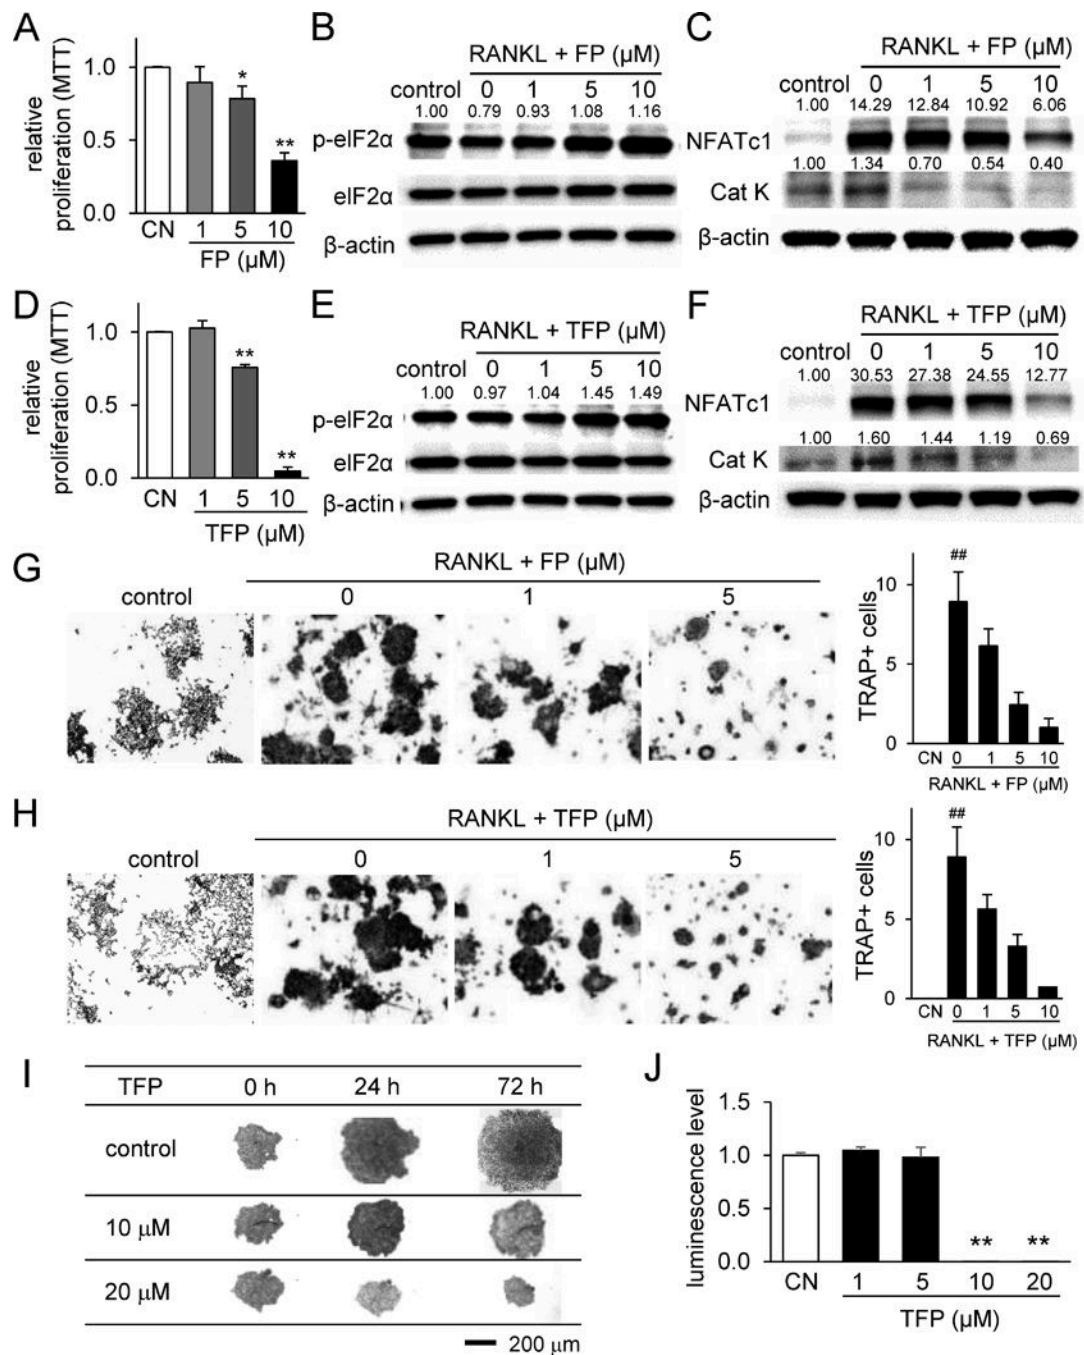 A
relative
proliferation (MTT)
1.0
0.5
0.0
*
**
CN 1 5 10
FP (μM)
B
RANKL + FP (μM)
control 0 1 5 10
1.00 0.79 0.93 1.08 1.16
p-eIF2α
eIF2α
β-actin
C
RANKL + FP (μM)
control 0 1 5 10
1.00 14.29 12.84 10.92 6.06
NFATc1
1.00 1.34 0.70 0.54 0.40
Cat K
β-actin
D
relative
proliferation (MTT)
1.0
0.5
0.0
**
**
CN 1 5 10
TFP (μM)
E
RANKL + TFP (μM)
control 0 1 5 10
1.00 0.97 1.04 1.45 1.49
p-eIF2α
eIF2α
β-actin
F
RANKL + TFP (μM)
control 0 1 5 10
1.00 30.53 27.38 24.55 12.77
NFATc1
1.00 1.60 1.44 1.19 0.69
Cat K
β-actin
G
RANKL + FP (μM)
control 0 1 5
TRAP+ cells
10
5
0
##
CN 0 1 5 10
RANKL + FP (μM)
H
RANKL + TFP (μM)
control 0 1 5
TRAP+ cells
10
5
0
##
CN 0 1 5 10
RANKL + TFP (μM)
I
TFP 0 h 24 h 72 h
control
10 μM
20 μM
200 μm
J
luminescence level
1.5
1.0
0.5
0.0
** **
CN 1 5 10 20
TFP (μM)